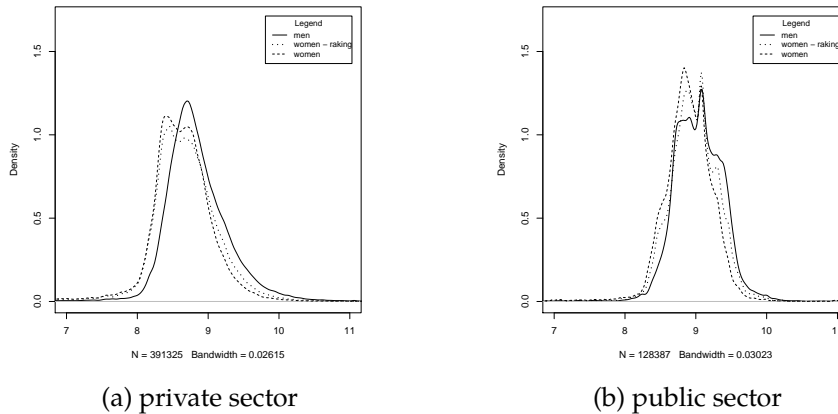 Legend
men
women − raking
women
Density
0.0
0.5
1.0
1.5
7
8
9
10
11
N = 391325 Bandwidth = 0.02615
(a) private sector
Legend
men
women − raking
women
Density
0.0
0.5
1.0
1.5
7
8
9
10
1
N = 128387 Bandwidth = 0.03023
(b) public sector